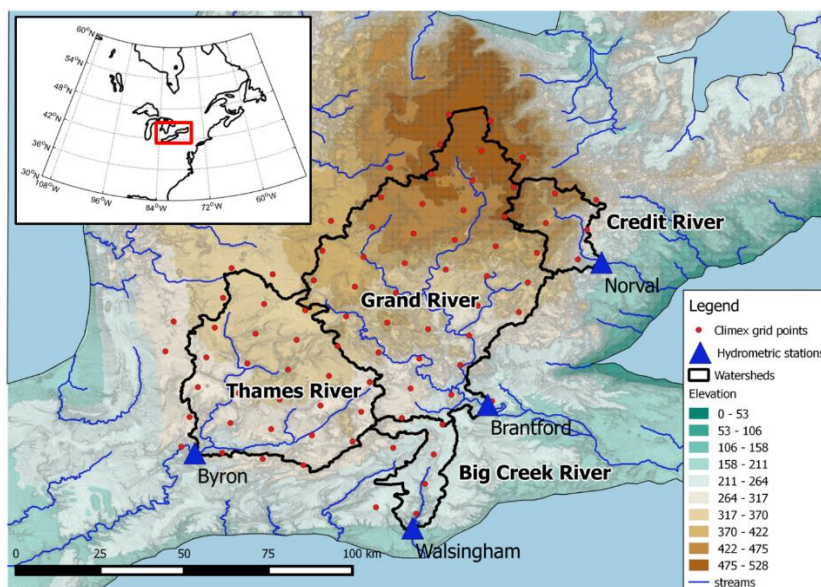 60°N
54°N
48°N
42°N
36°N
30°N
108°W
96°W
84°W
72°W
60°W
Credit River
Norval
Grand River
Thames River
Brantford
Byron
Big Creek River
Walsingham
0 25 50 75 100 km
Legend
Climex grid points
Hydrometric stations
Watersheds
Elevation
0 - 53
53 - 106
106 - 158
158 - 211
211 - 264
264 - 317
317 - 370
370 - 422
422 - 475
475 - 528
streams